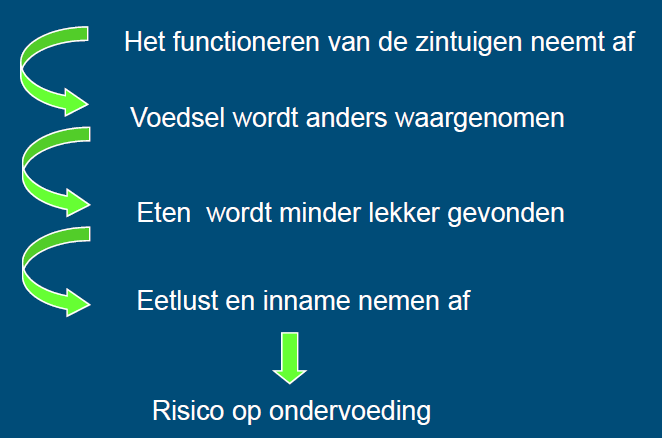 Het functioneren van de zintuigen neemt af
Voedsel wordt anders waargenomen
Eten  wordt minder lekker gevonden
Eetlust en inname nemen af
Risico op ondervoeding